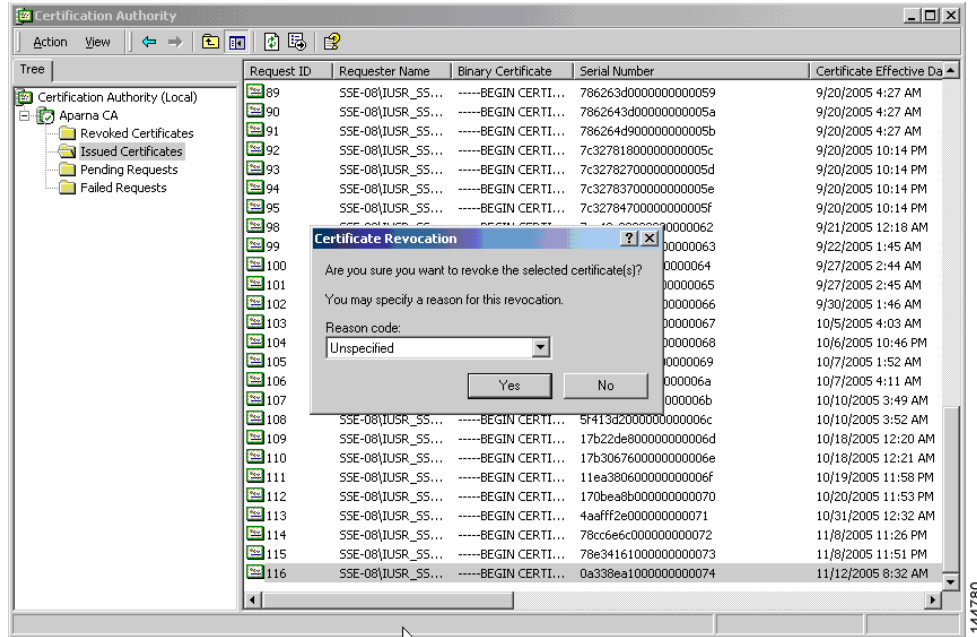 Certification Authority
Action View
Tree
Request ID Requester Name Binary Certificate Serial Number Certificate Effective Da
Certification Authority (Local)
Aparna CA
Revoked Certificates
Issued Certificates
Pending Requests
Failed Requests
89 SSE-08\IUSR_SS... -----BEGIN CERTI... 786263d0000000000059 9/20/2005 4:27 AM
90 SSE-08\IUSR_SS... -----BEGIN CERTI... 7862643d00000000005a 9/20/2005 4:27 AM
91 SSE-08\IUSR_SS... -----BEGIN CERTI... 786264d900000000005b 9/20/2005 4:27 AM
92 SSE-08\IUSR_SS... -----BEGIN CERTI... 7c32781800000000005c 9/20/2005 10:14 PM
93 SSE-08\IUSR_SS... -----BEGIN CERTI... 7c32782700000000005d 9/20/2005 10:14 PM
94 SSE-08\IUSR_SS... -----BEGIN CERTI... 7c32783700000000005e 9/20/2005 10:14 PM
95 SSE-08\IUSR_SS... -----BEGIN CERTI... 7c32784700000000005f 9/20/2005 10:14 PM
98 9/21/2005 12:18 AM
99 9/22/2005 1:45 AM
100 9/27/2005 2:44 AM
101 9/27/2005 2:45 AM
102 9/30/2005 1:46 AM
103 10/5/2005 4:03 AM
104 10/6/2005 10:46 PM
105 10/7/2005 1:52 AM
106 10/7/2005 4:11 AM
107 10/10/2005 3:49 AM
108 SSE-08\IUSR_SS... -----BEGIN CERTI... 5f413d2000000000006c 10/10/2005 3:52 AM
109 SSE-08\IUSR_SS... -----BEGIN CERTI... 17b22de800000000006d 10/18/2005 12:20 AM
110 SSE-08\IUSR_SS... -----BEGIN CERTI... 17b3067600000000006e 10/18/2005 12:21 AM
111 SSE-08\IUSR_SS... -----BEGIN CERTI... 11ea380600000000006f 10/19/2005 11:58 PM
112 SSE-08\IUSR_SS... -----BEGIN CERTI... 170bea8b000000000070 10/20/2005 11:53 PM
113 SSE-08\IUSR_SS... -----BEGIN CERTI... 4aafff2e000000000071 10/31/2005 12:32 AM
114 SSE-08\IUSR_SS... -----BEGIN CERTI... 78cc6e6c000000000072 11/8/2005 11:26 PM
115 SSE-08\IUSR_SS... -----BEGIN CERTI... 78e34161000000000073 11/8/2005 11:51 PM
116 SSE-08\IUSR_SS... -----BEGIN CERTI... 0a338ea1000000000074 11/12/2005 8:32 AM
Certificate Revocation
Are you sure you want to revoke the selected certificate(s)?
You may specify a reason for this revocation.
Reason code:
Unspecified
Yes No
144780